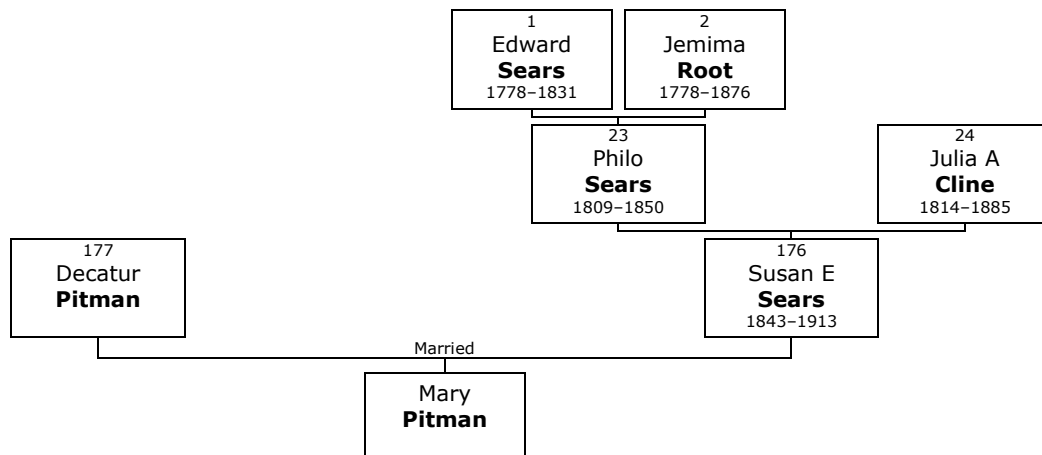 1
Edward
Sears
1778–1831
2
Jemima
Root
1778–1876
23
Philo
Sears
1809–1850
24
Julia A
Cline
1814–1885
177
Decatur
Pitman
176
Susan E
Sears
1843–1913
Married
Mary
Pitman